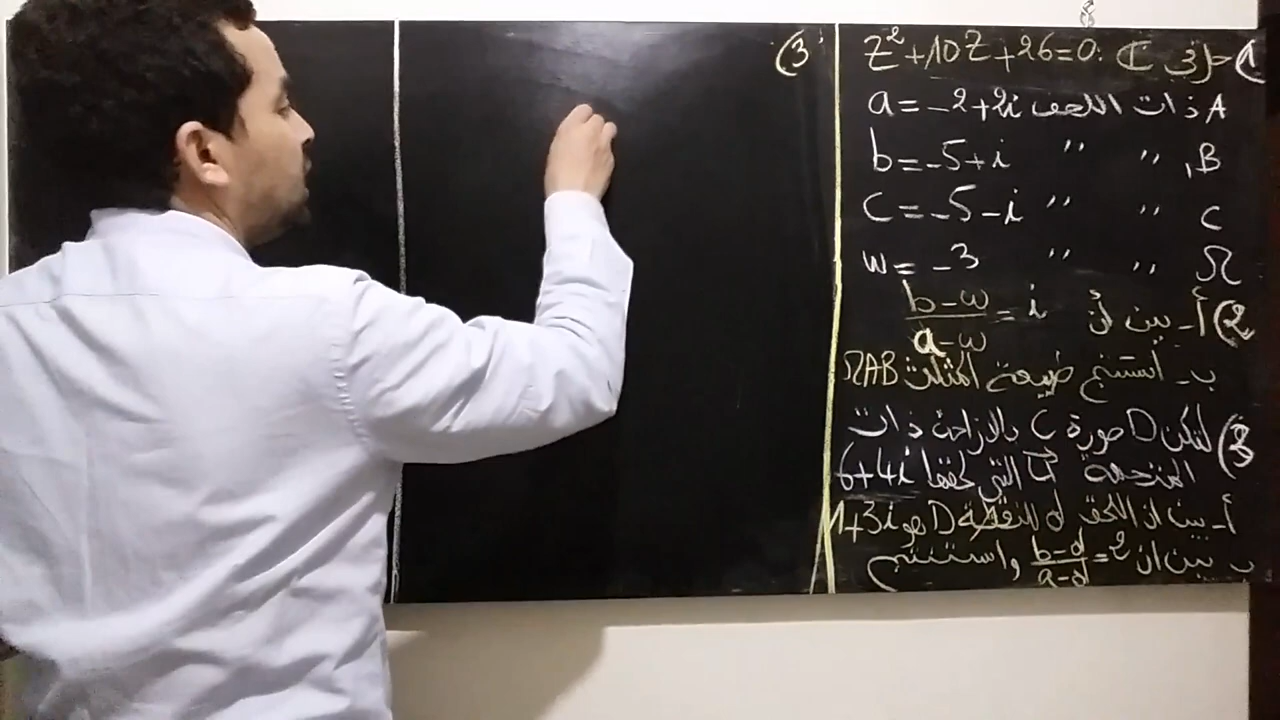 1) حل في C : Z²+10Z+26=0
A ذات اللحق a = -2+2i
B, ,, ,, b = -5+i
C ,, ,, c = -5-i
Ω ,, ,, w = -3
2) أ- بين أن (b-w)/(a-w) = i
ب- استنتج طبيعة المثلث ΩAB
3) لتكن D صورة C بالإزاحة ذات
المتجهة u التي لحقها 6+4i
أ- بين ان اللحق d للنقطة D هو 1+3i
ب بين ان (b-d)/(a-d) = 2 واستنتج
3)